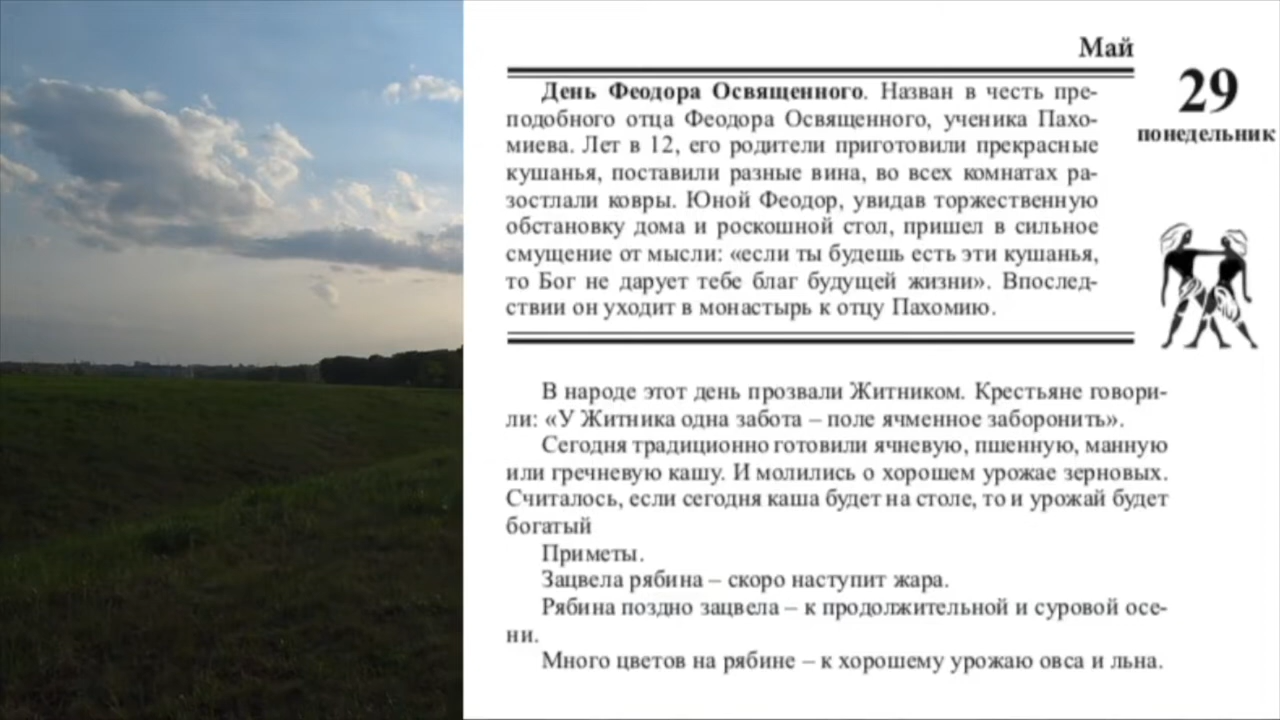 Май
29
понедельник
День Феодора Освященного. Назван в честь пре-
подобного отца Феодора Освященного, ученика Пахо-
миева. Лет в 12, его родители приготовили прекрасные
кушанья, поставили разные вина, во всех комнатах ра-
зостлали ковры. Юной Феодор, увидав торжественную
обстановку дома и роскошной стол, пришел в сильное
смущение от мысли: «если ты будешь есть эти кушанья,
то Бог не дарует тебе благ будущей жизни». Впослед-
ствии он уходит в монастырь к отцу Пахомию.
В народе этот день прозвали Житником. Крестьяне говори-
ли: «У Житника одна забота – поле ячменное заборонить».
Сегодня традиционно готовили ячневую, пшенную, манную
или гречневую кашу. И молились о хорошем урожае зерновых.
Считалось, если сегодня каша будет на столе, то и урожай будет
богатый
Приметы.
Зацвела рябина – скоро наступит жара.
Рябина поздно зацвела – к продолжительной и суровой осе-
ни.
Много цветов на рябине – к хорошему урожаю овса и льна.